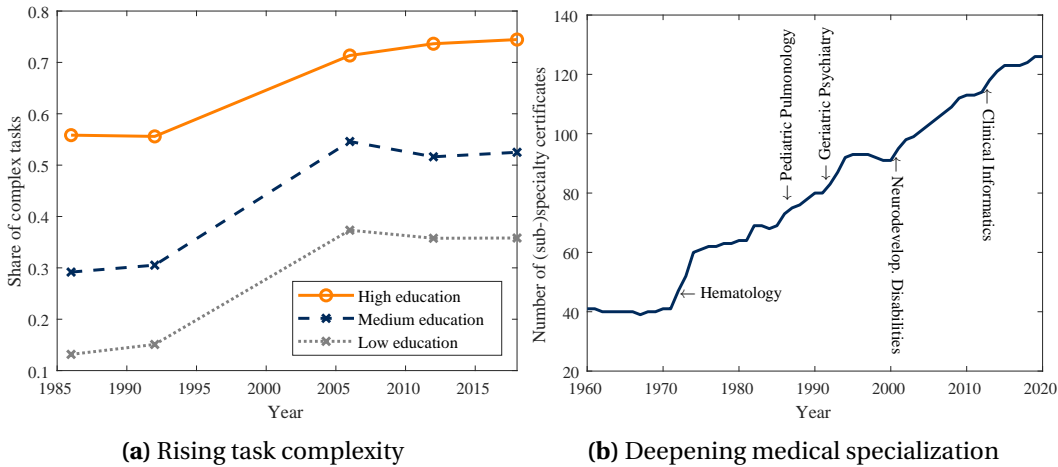 0.8
0.7
0.6
0.5
0.4
0.3
0.2
0.1
Share of complex tasks
High education
Medium education
Low education
1985 1990 1995 2000 2005 2010 2015
Year
(a) Rising task complexity
140
120
100
80
60
40
20
Number of (sub-)specialty certificates
← Hematology
← Pediatric Pulmonology
← Geriatric Psychiatry
Neurodevelop. Disabilities →
Clinical Informatics →
1960 1970 1980 1990 2000 2010 2020
Year
(b) Deepening medical specialization